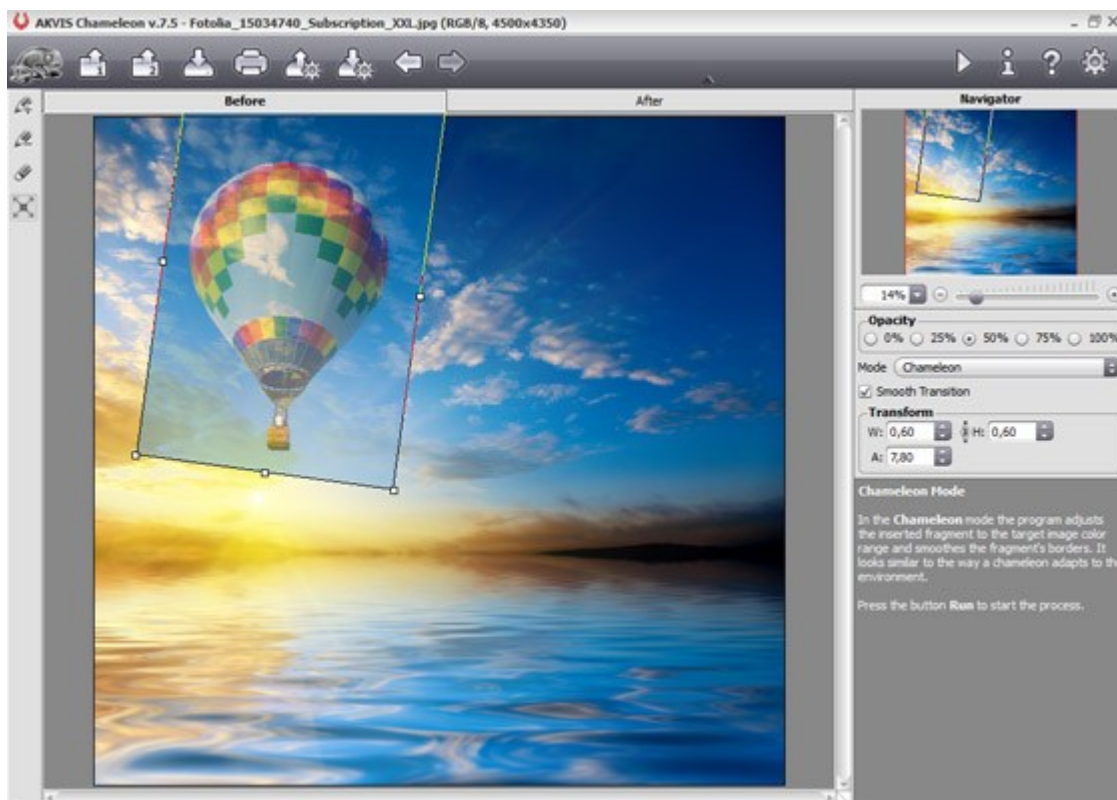 AKVIS Chameleon v.7.5 - Fotolia_15034740_Subscription_XXL.jpg (RGB/8, 4500x4350)
1
2
Before
After
Navigator
14%
Opacity
0% 25% 50% 75% 100%
Mode Chameleon
Smooth Transition
Transform
W: 0,60 H: 0,60
A: 7,80
Chameleon Mode
In the Chameleon mode the program adjusts
the inserted fragment to the target image color
range and smoothes the fragment's borders. It
looks similar to the way a chameleon adapts to the
environment.
Press the button Run to start the process.